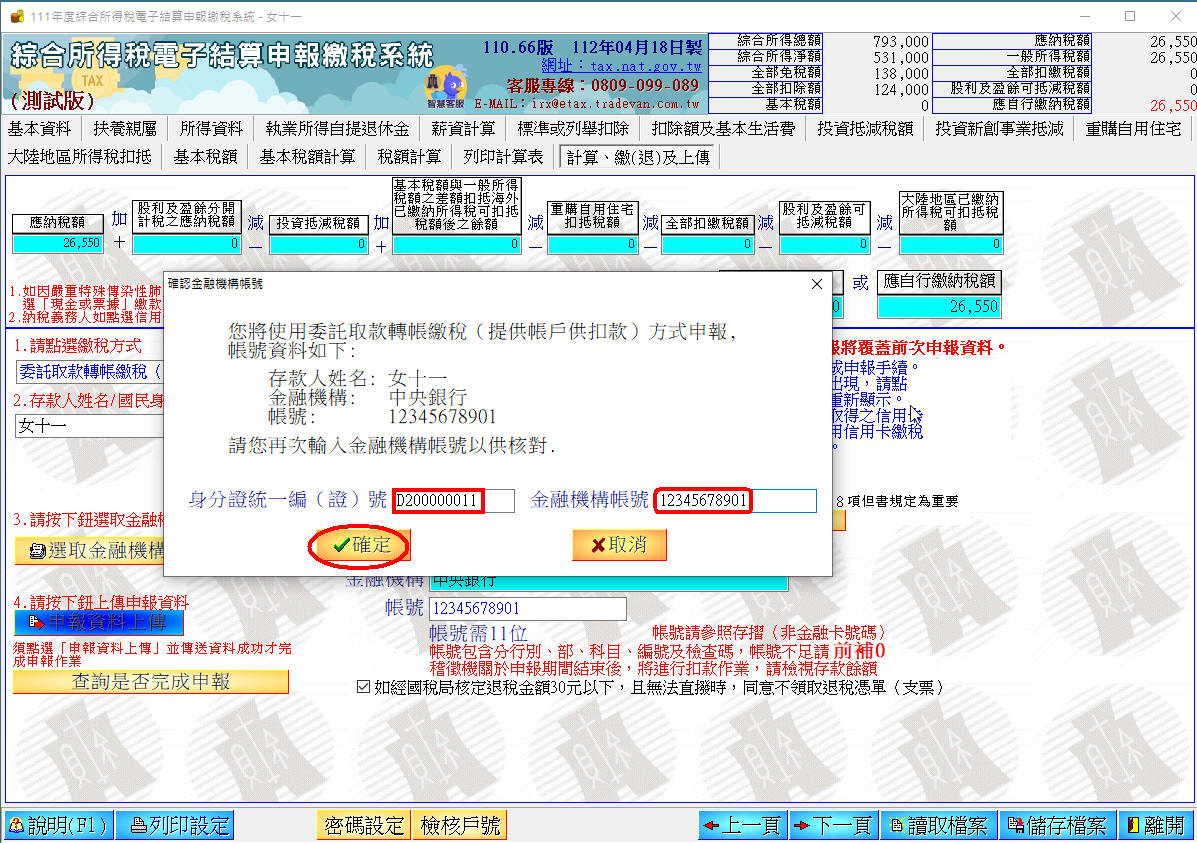 111年度綜合所得稅電子結算申報繳稅系統 - 女十一
綜合所得稅電子結算申報繳稅系統
TAX
(測試版)
智慧客服
110.66版 112年04月18日製
網址：tax.nat.gov.tw
客服專線：0809-099-089
E-MAIL：irx@etax.tradevan.com.tw
綜合所得總額 793,000 應納稅額 26,550
綜合所得淨額 531,000 一般所得稅額 26,550
全部免稅額 138,000 全部扣繳稅額 0
全部扣除額 124,000 股利及盈餘可抵減稅額 0
基本稅額 0 應自行繳納稅額 26,550
基本資料 扶養親屬 所得資料 執業所得自提退休金 薪資計算 標準或列舉扣除 扣除額及基本生活費 投資抵減稅額 投資新創事業抵減 重購自用住宅
大陸地區所得稅扣抵 基本稅額 基本稅額計算 稅額計算 列印計算表 計算、繳(退)及上傳
應納稅額
26,550
加
+
股利及盈餘分開
計稅之應納稅額
0
減
—
投資抵減稅額
0
加
+
基本稅額與一般所得
稅額之差額扣抵海外
已繳納所得稅可扣抵
稅額後之餘額
0
減
—
重購自用住宅
扣抵稅額
0
減
—
全部扣繳稅額
0
減
—
股利及盈餘可
抵減稅額
0
減
—
大陸地區已繳納
所得稅可扣抵稅
額
0
0
或
應自行繳納稅額
26,550
1.如因嚴重特殊傳染性肺
選「現金或票據」繳款
2.納稅義務人如點選信用
1.請點選繳稅方式
委託取款轉帳繳稅（
2.存款人姓名/國民身
女十一
3.請按下鈕選取金融機
選取金融機構
4.請按下鈕上傳申報資料
申報資料上傳
須點選「申報資料上傳」並傳送資料成功才完
成申報作業
查詢是否完成申報
確認金融機構帳號
您將使用委託取款轉帳繳稅（提供帳戶供扣款）方式申報,
帳號資料如下:
存款人姓名: 女十一
金融機構: 中央銀行
帳號: 12345678901
請您再次輸入金融機構帳號以供核對.
身分證統一編（證）號 D200000011 金融機構帳號 12345678901
確定 取消
將覆蓋前次申報資料。
成申報手續。
出現，請點
重新顯示。
取得之信用
用信用卡繳稅
。
8 項但書規定為重要
金融機構 中央銀行
帳號 12345678901
帳號需11位 帳號請參照存摺（非金融卡號碼）
帳號包含分行別、部、科目、編號及檢查碼，帳號不足請 前補0
稽徵機關於申報期間結束後，將進行扣款作業，請檢視存款餘額
如經國稅局核定退稅金額30元以下，且無法直撥時，同意不領取退稅憑單（支票）
說明(F1) 列印設定 密碼設定 檢核戶號 上一頁 下一頁 讀取檔案 儲存檔案 離開